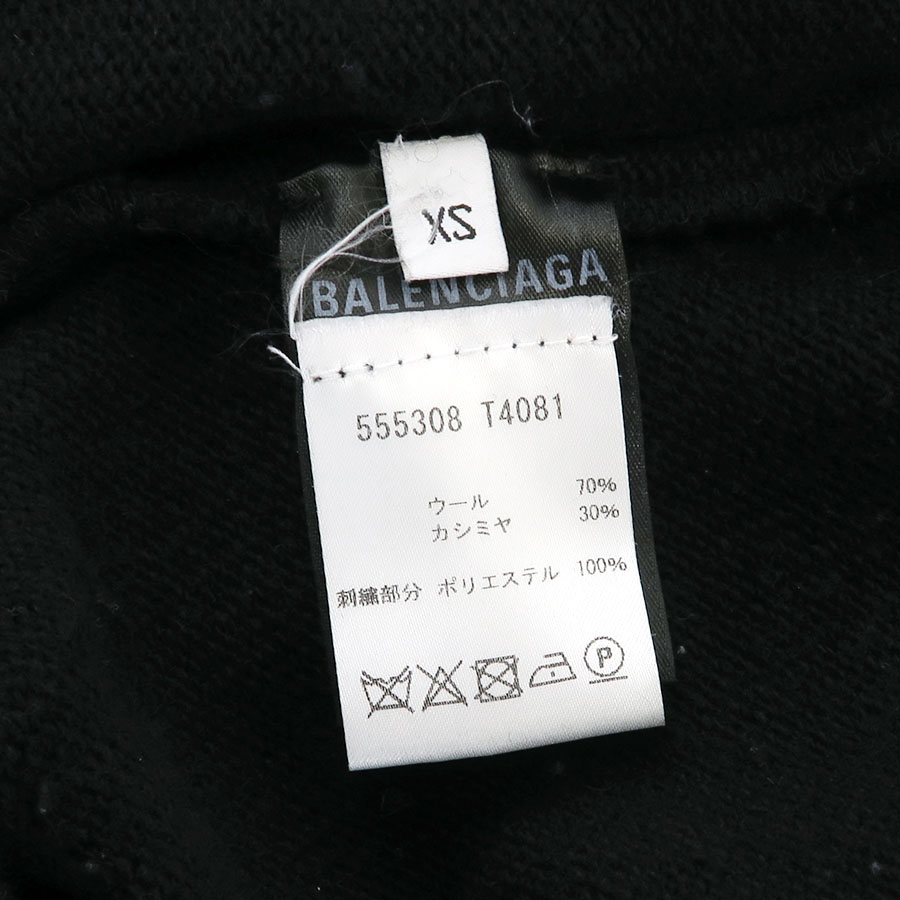 XS
BALENCIAGA
555308 T4081
ウール 70%
カシミヤ 30%
刺繍部分 ポリエステル 100%
P